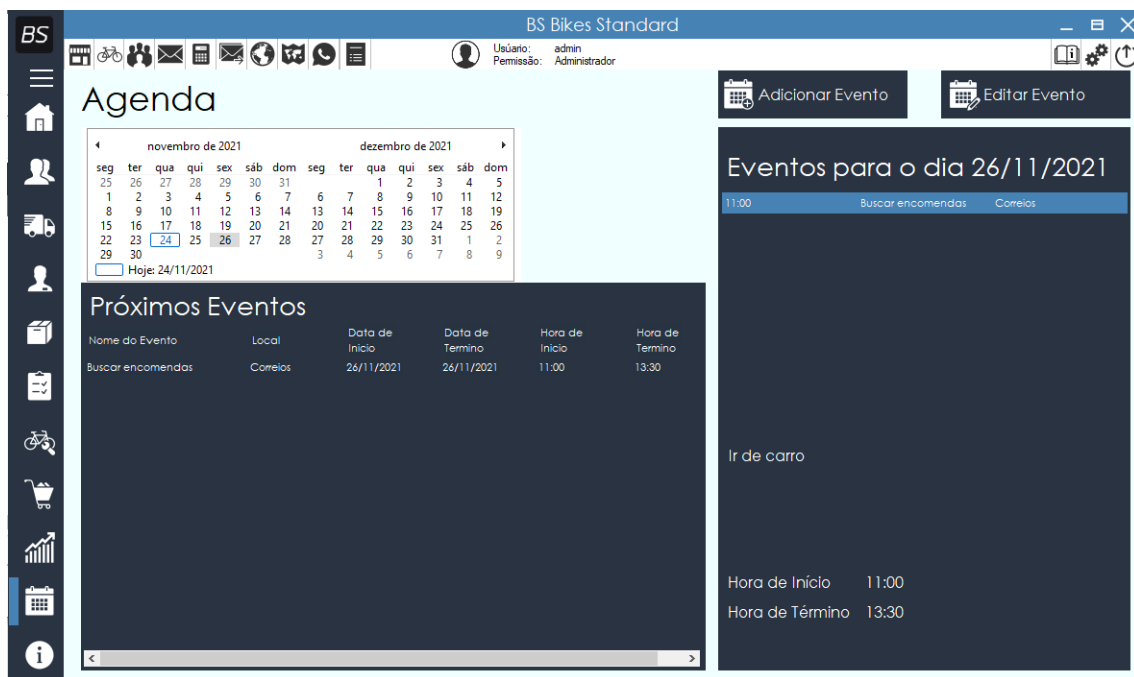 BS
BS Bikes Standard
Usúario: admin
Permissão: Administrador
Agenda
Adicionar Evento
Editar Evento
novembro de 2021 dezembro de 2021
seg ter qua qui sex sáb dom seg ter qua qui sex sáb dom
25 26 27 28 29 30 31 1 2 3 4 5
1 2 3 4 5 6 7 6 7 8 9 10 11 12
8 9 10 11 12 13 14 13 14 15 16 17 18 19
15 16 17 18 19 20 21 20 21 22 23 24 25 26
22 23 24 25 26 27 28 27 28 29 30 31 1 2
29 30 3 4 5 6 7 8 9
Hoje: 24/11/2021
Próximos Eventos
Nome do Evento Local Data de Inicio Data de Termino Hora de Inicio Hora de Termino
Buscar encomendas Correios 26/11/2021 26/11/2021 11:00 13:30
Eventos para o dia 26/11/2021
11:00 Buscar encomendas Correios
Ir de carro
Hora de Início 11:00
Hora de Término 13:30